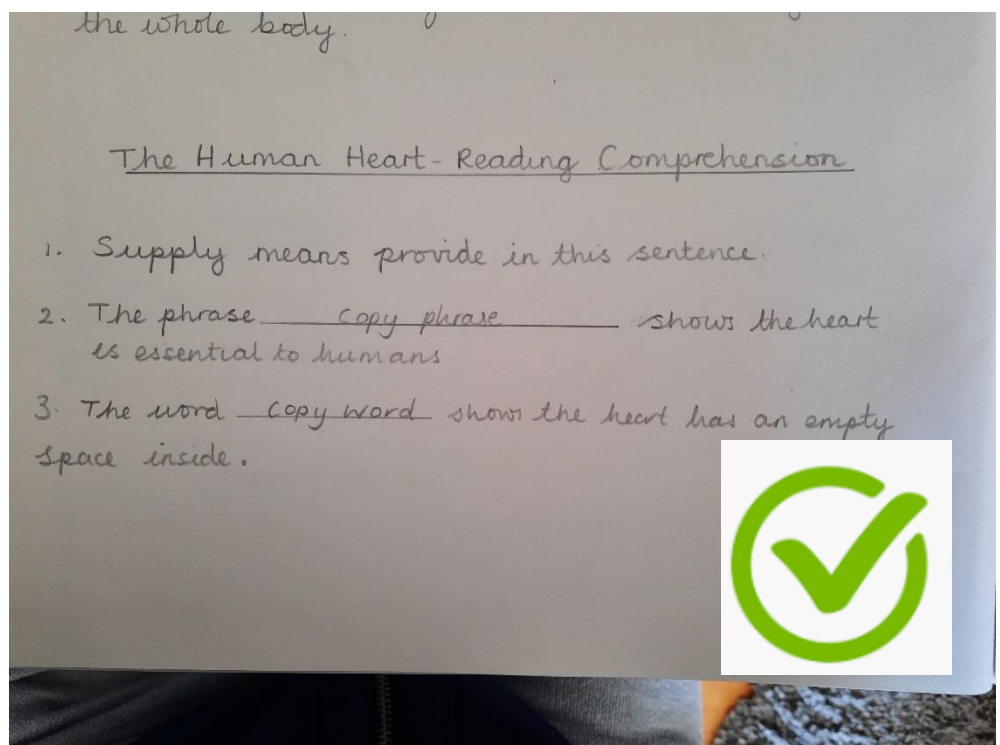 the whole body.
The Human Heart - Reading Comprehension
1. Supply means provide in this sentence.
2. The phrase copy phrase shows the heart
is essential to humans.
3. The word copy word shows the heart has an empty
space inside.